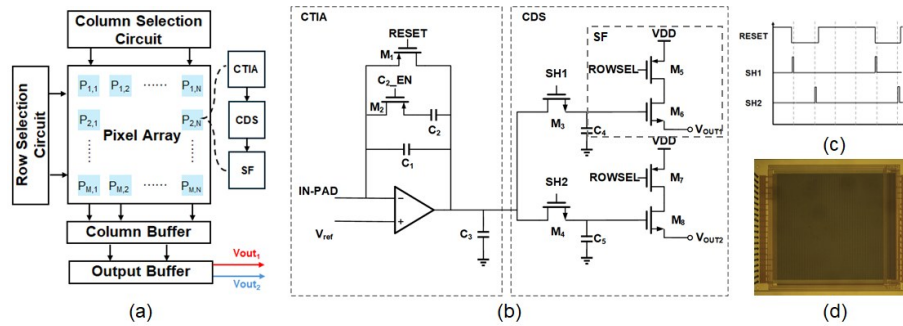 (a)
Column Selection
Circuit
Row Selection
Circuit
P1,1 P1,2 ...... P1,N
P2,1 Pixel Array P2,N
PM,1 PM,2 ...... PM,N
CTIA
CDS
SF
Column Buffer
Output Buffer
Vout1
Vout2
(a)
CTIA
RESET
M1
C2_EN
M2
C2
C1
IN-PAD
Vref
C3
CDS
SF
VDD
ROWSEL
M5
SH1
M3
C4
M6
VOUT1
VDD
ROWSEL
M7
SH2
M4
C5
M8
VOUT2
(b)
RESET
SH1
SH2
(c)
(d)